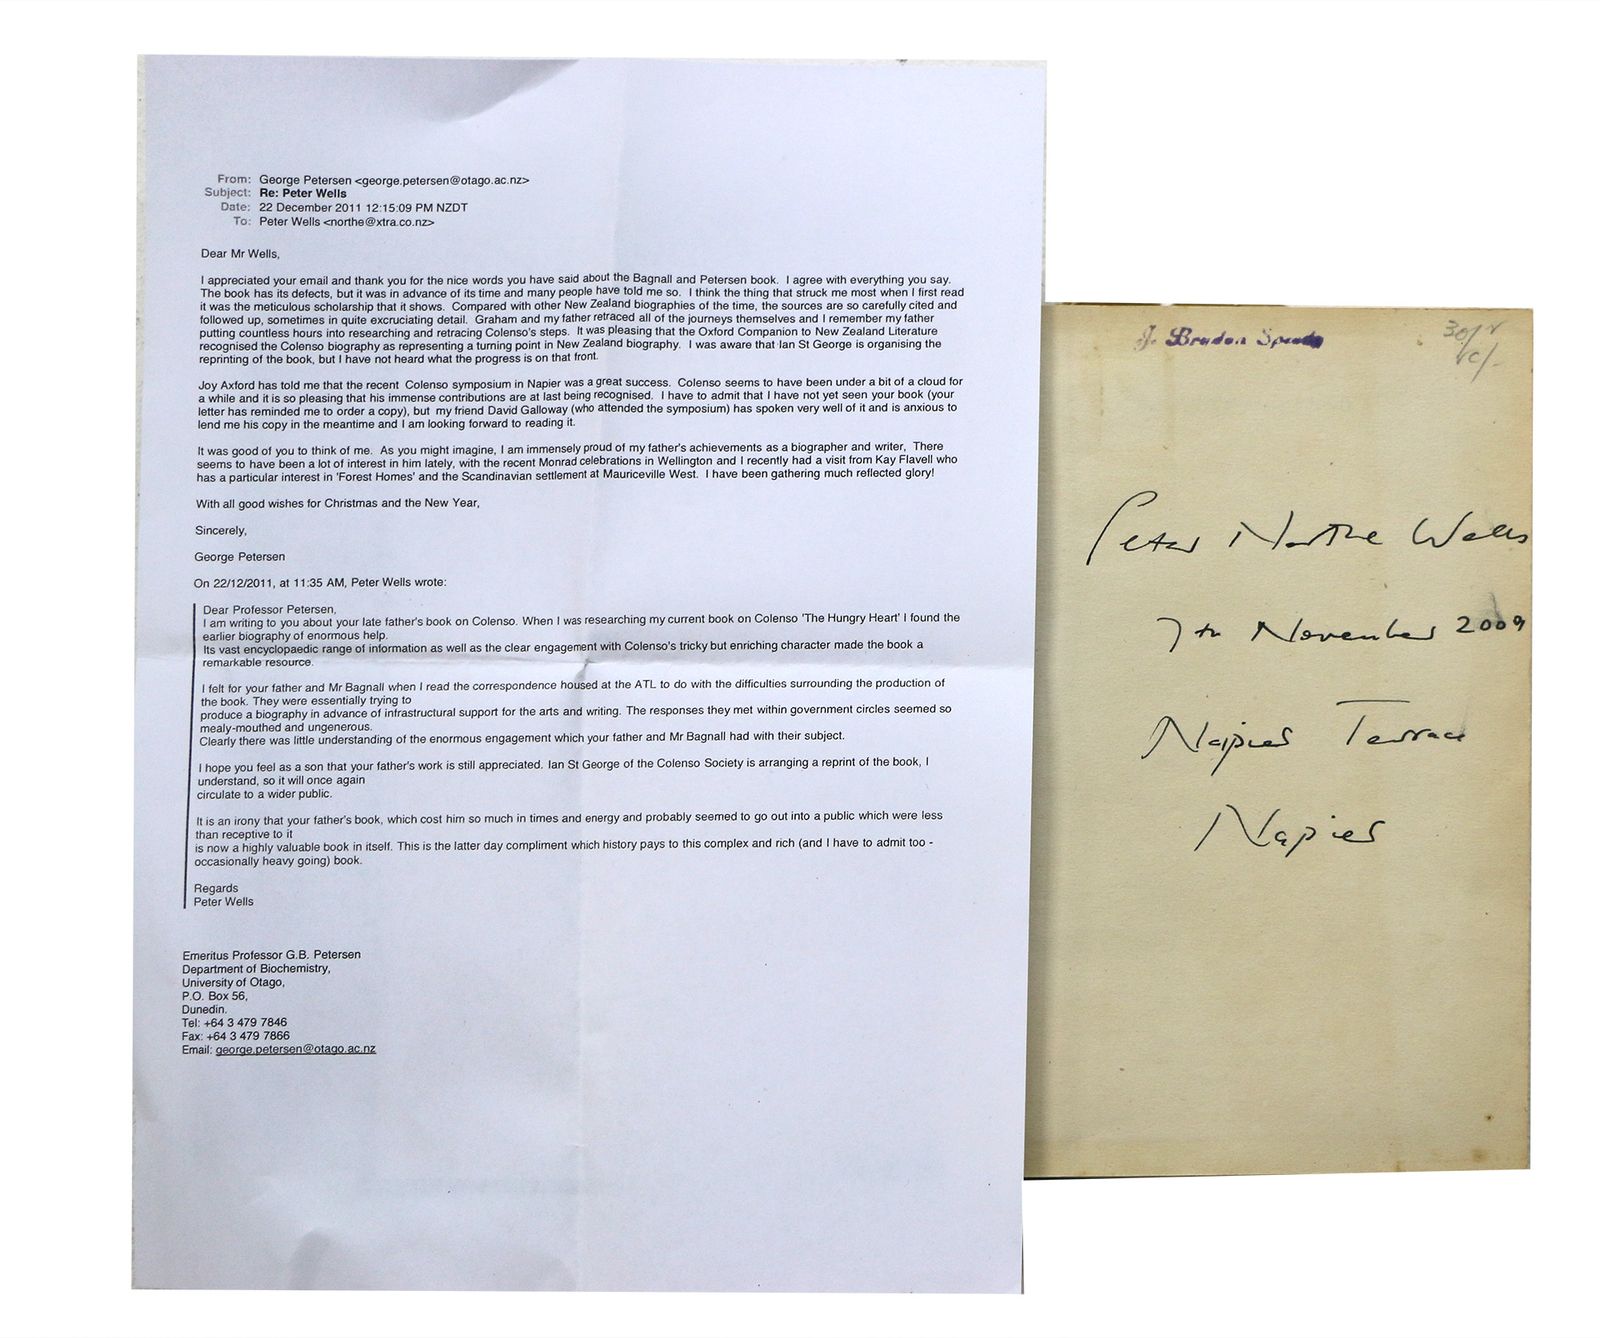 From: George Petersen <george.petersen@otago.ac.nz>
Subject: Re: Peter Wells
Date: 22 December 2011 12:15:09 PM NZDT
To: Peter Wells <northe@xtra.co.nz>
Dear Mr Wells,
I appreciated your email and thank you for the nice words you have said about the Bagnall and Petersen book. I agree with everything you say.
The book has its defects, but it was in advance of its time and many people have told me so. I think the thing that struck me most when I first read
it was the meticulous scholarship that it shows. Compared with other New Zealand biographies of the time, the sources are so carefully cited and
followed up, sometimes in quite excruciating detail. Graham and my father retraced all of the journeys themselves and I remember my father
putting countless hours into researching and retracing Colenso's steps. It was pleasing that the Oxford Companion to New Zealand Literature
recognised the Colenso biography as representing a turning point in New Zealand biography. I was aware that Ian St George is organising the
reprinting of the book, but I have not heard what the progress is on that front.
Joy Axford has told me that the recent Colenso symposium in Napier was a great success. Colenso seems to have been under a bit of a cloud for
a while and it is so pleasing that his immense contributions are at last being recognised. I have to admit that I have not yet seen your book (your
letter has reminded me to order a copy), but my friend David Galloway (who attended the symposium) has spoken very well of it and is anxious to
lend me his copy in the meantime and I am looking forward to reading it.
It was good of you to think of me. As you might imagine, I am immensely proud of my father's achievements as a biographer and writer, There
seems to have been a lot of interest in him lately, with the recent Monrad celebrations in Wellington and I recently had a visit from Kay Flavell who
has a particular interest in 'Forest Homes' and the Scandinavian settlement at Mauriceville West. I have been gathering much reflected glory!
With all good wishes for Christmas and the New Year,
Sincerely,
George Petersen
On 22/12/2011, at 11:35 AM, Peter Wells wrote:
Dear Professor Petersen,
I am writing to you about your late father's book on Colenso. When I was researching my current book on Colenso 'The Hungry Heart' I found the
earlier biography of enormous help.
Its vast encyclopaedic range of information as well as the clear engagement with Colenso's tricky but enriching character made the book a
remarkable resource.
I felt for your father and Mr Bagnall when I read the correspondence housed at the ATL to do with the difficulties surrounding the production of
the book. They were essentially trying to
produce a biography in advance of infrastructural support for the arts and writing. The responses they met within government circles seemed so
mealy-mouthed and ungenerous.
Clearly there was little understanding of the enormous engagement which your father and Mr Bagnall had with their subject.
I hope you feel as a son that your father's work is still appreciated. Ian St George of the Colenso Society is arranging a reprint of the book, I
understand, so it will once again
circulate to a wider public.
It is an irony that your father's book, which cost him so much in times and energy and probably seemed to go out into a public which were less
than receptive to it
is now a highly valuable book in itself. This is the latter day compliment which history pays to this complex and rich (and I have to admit too -
occasionally heavy going) book.
Regards
Peter Wells
Emeritus Professor G.B. Petersen
Department of Biochemistry,
University of Otago,
P.O. Box 56,
Dunedin.
Tel: +64 3 479 7846
Fax: +64 3 479 7866
Email: george.petersen@otago.ac.nz
J.
Peter Northe Wells
7th November 2009
Napier Terrace
Napier